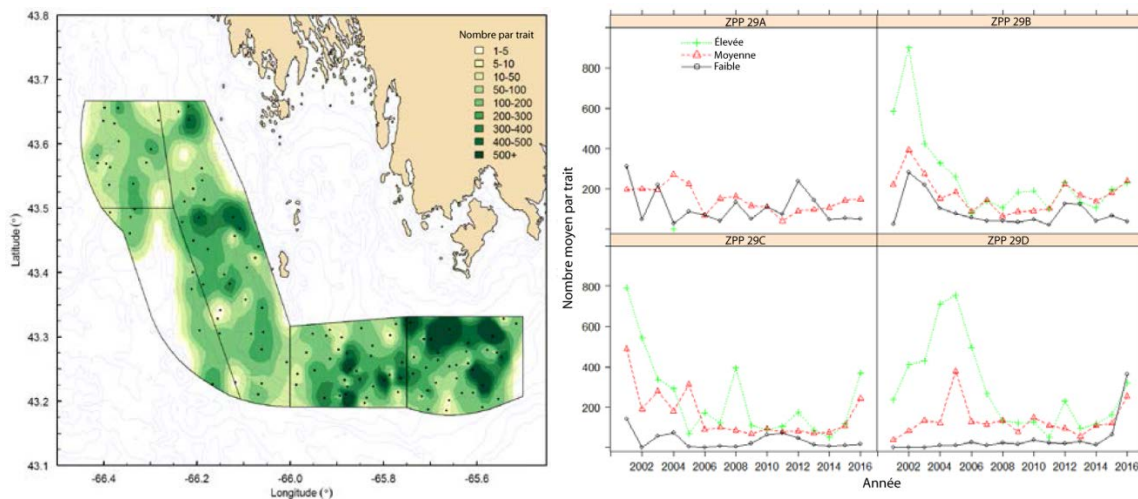 43.8
43.7
43.6
43.5
43.4
43.3
43.2
43.1
Latitude (°)
-66.4
-66.2
-66.0
-65.8
-65.6
Longitude (°)
Nombre par trait
1-5
5-10
10-50
50-100
100-200
200-300
300-400
400-500
500+
Nombre moyen par trait
ZPP 29A
ZPP 29B
Élevée
Moyenne
Faible
800
600
400
200
ZPP 29C
ZPP 29D
800
600
400
200
2002 2004 2006 2008 2010 2012 2014 2016
2002 2004 2006 2008 2010 2012 2014 2016
Année